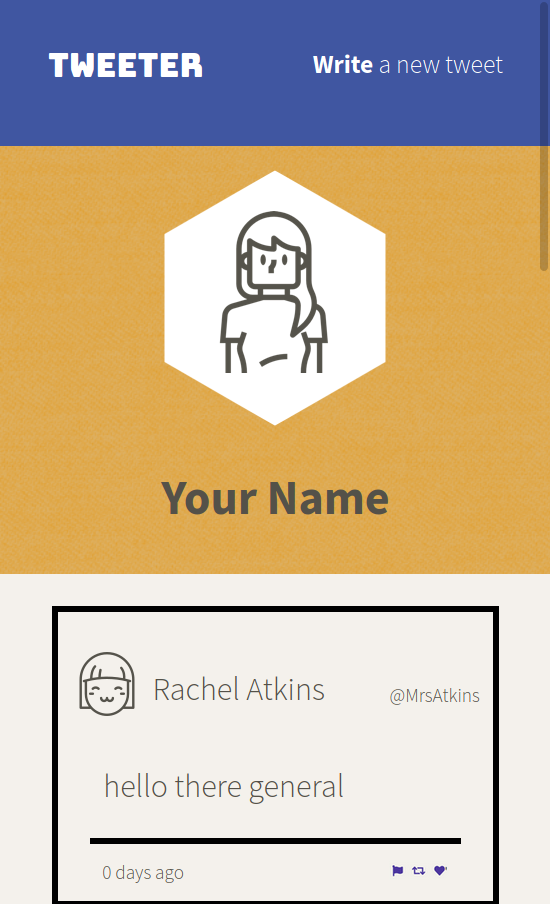 TWEETER
Write a new tweet
Your Name
Rachel Atkins
@MrsAtkins
hello there general
0 days ago